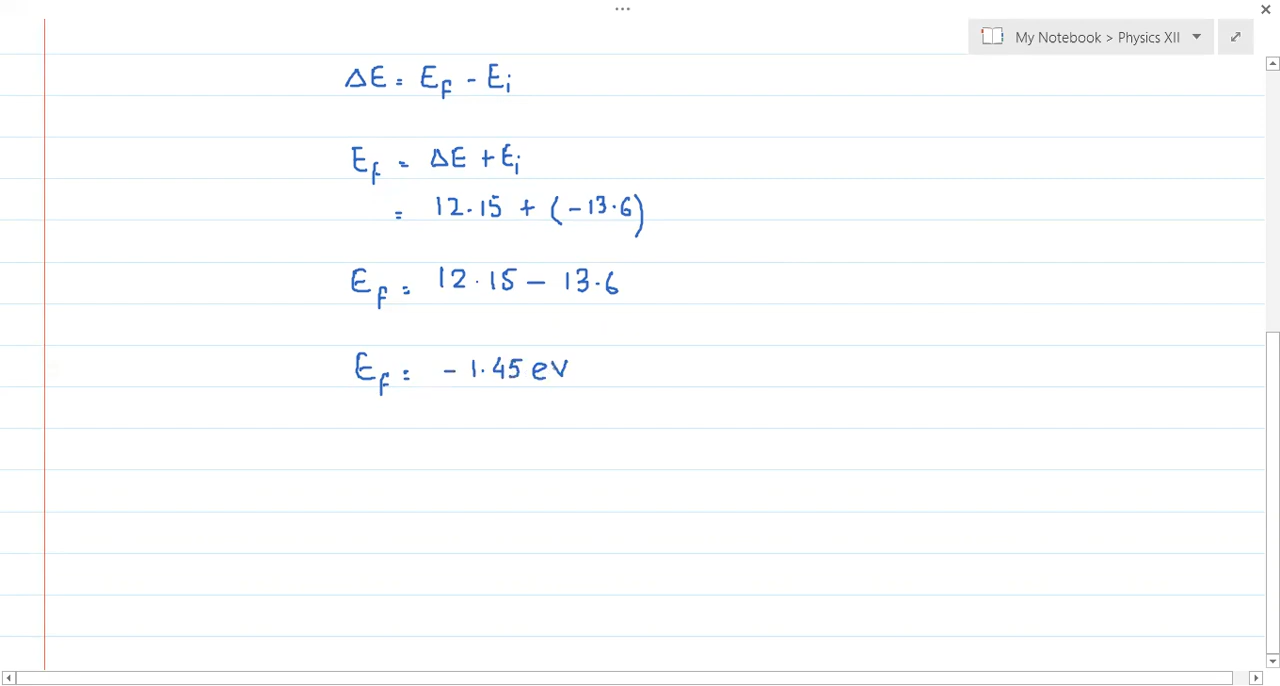 ...
My Notebook > Physics XII
ΔE = E_f - E_i
E_f = ΔE + E_i
= 12.15 + (-13.6)
E_f = 12.15 - 13.6
E_f = -1.45 eV